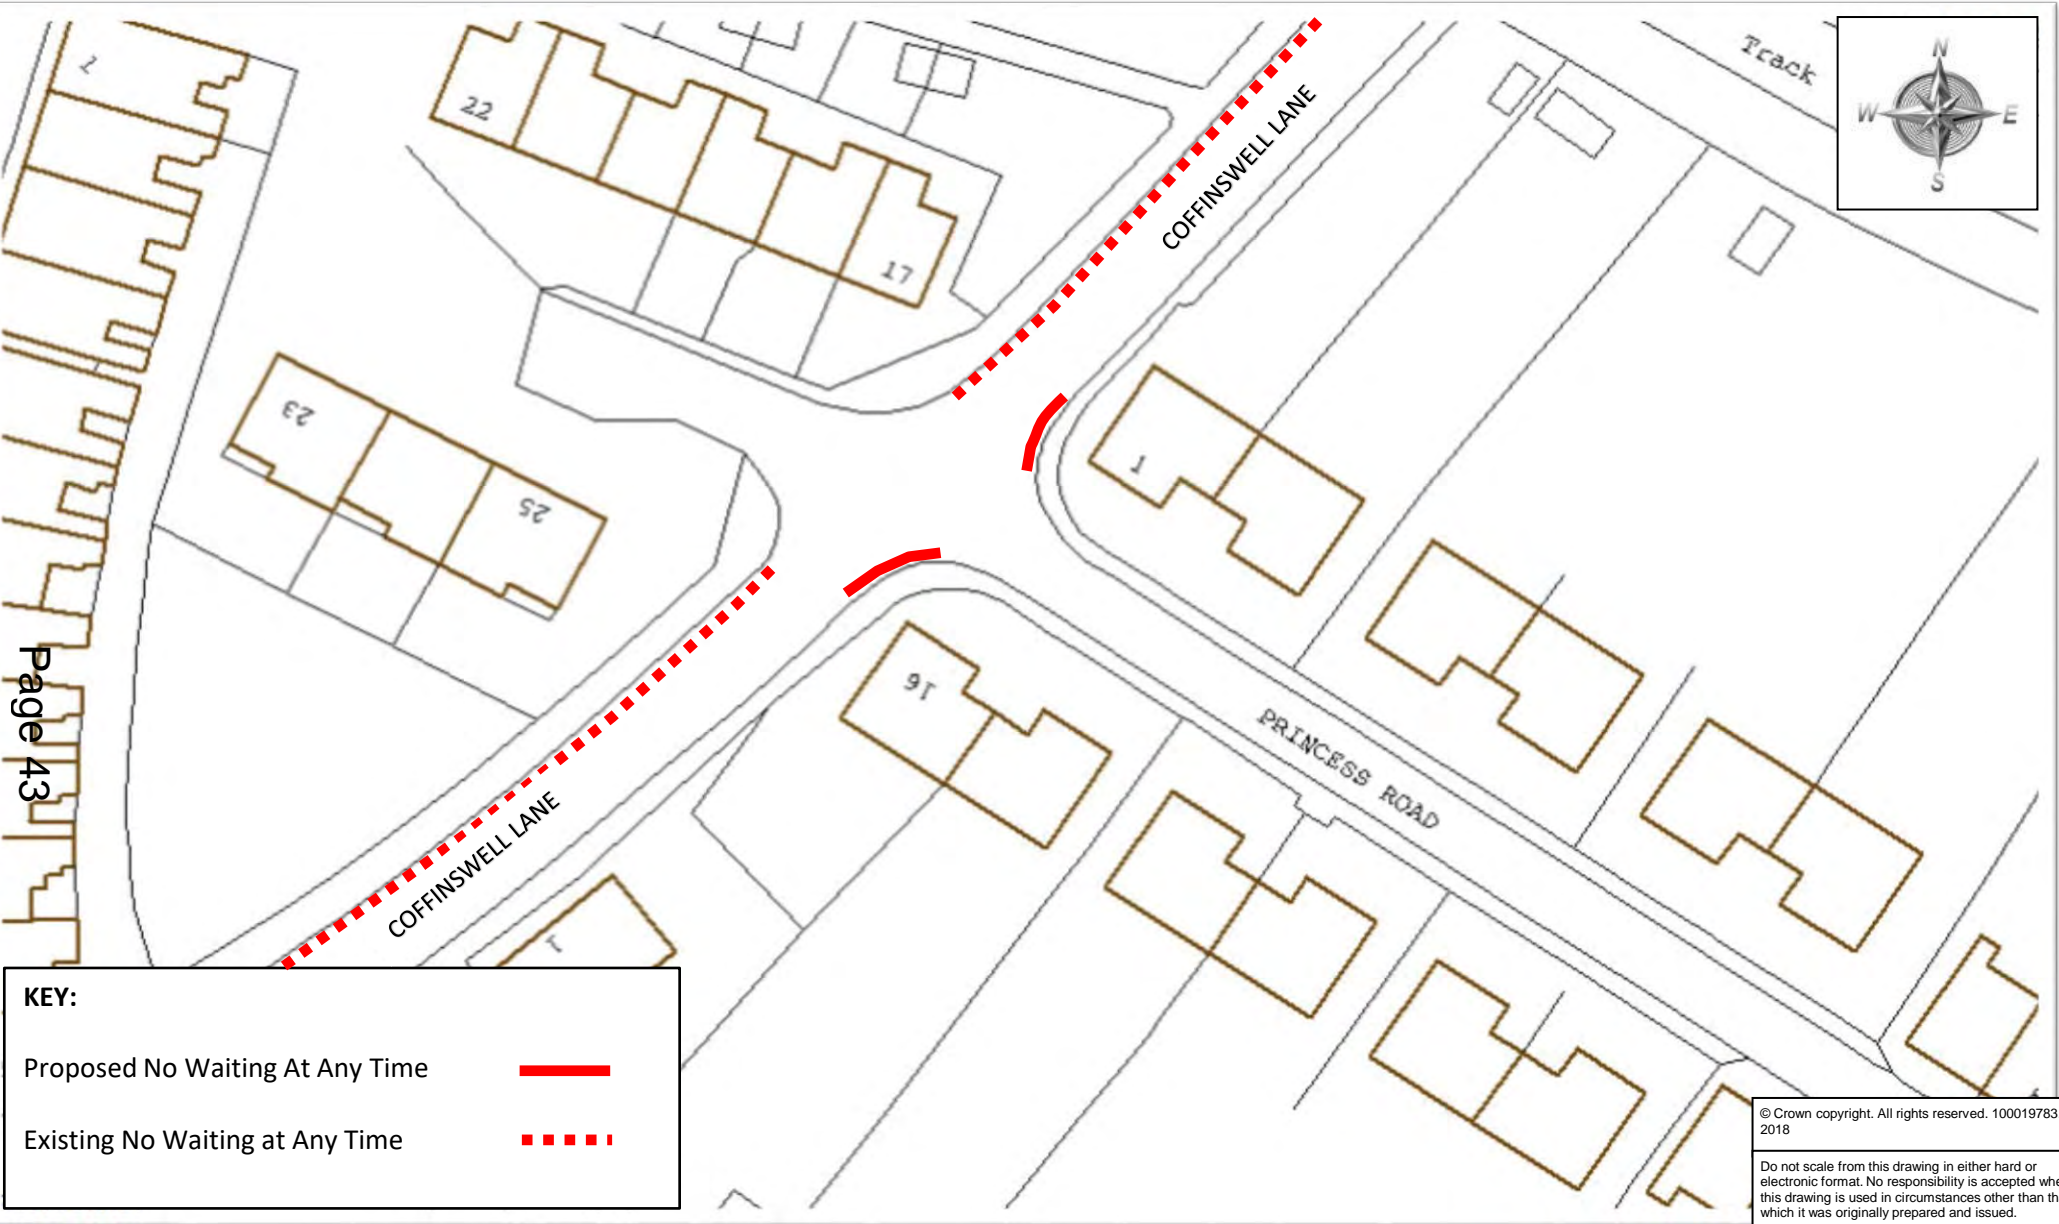 7
22
17
COFFINSWELL LANE
Track
N
W
E
S
23
25
1
16
PRINCESS ROAD
COFFINSWELL LANE
1
Page 43
KEY:
Proposed No Waiting At Any Time
Existing No Waiting at Any Time
© Crown copyright. All rights reserved. 100019783
2018
Do not scale from this drawing in either hard or
electronic format. No responsibility is accepted whe
this drawing is used in circumstances other than th
which it was originally prepared and issued.